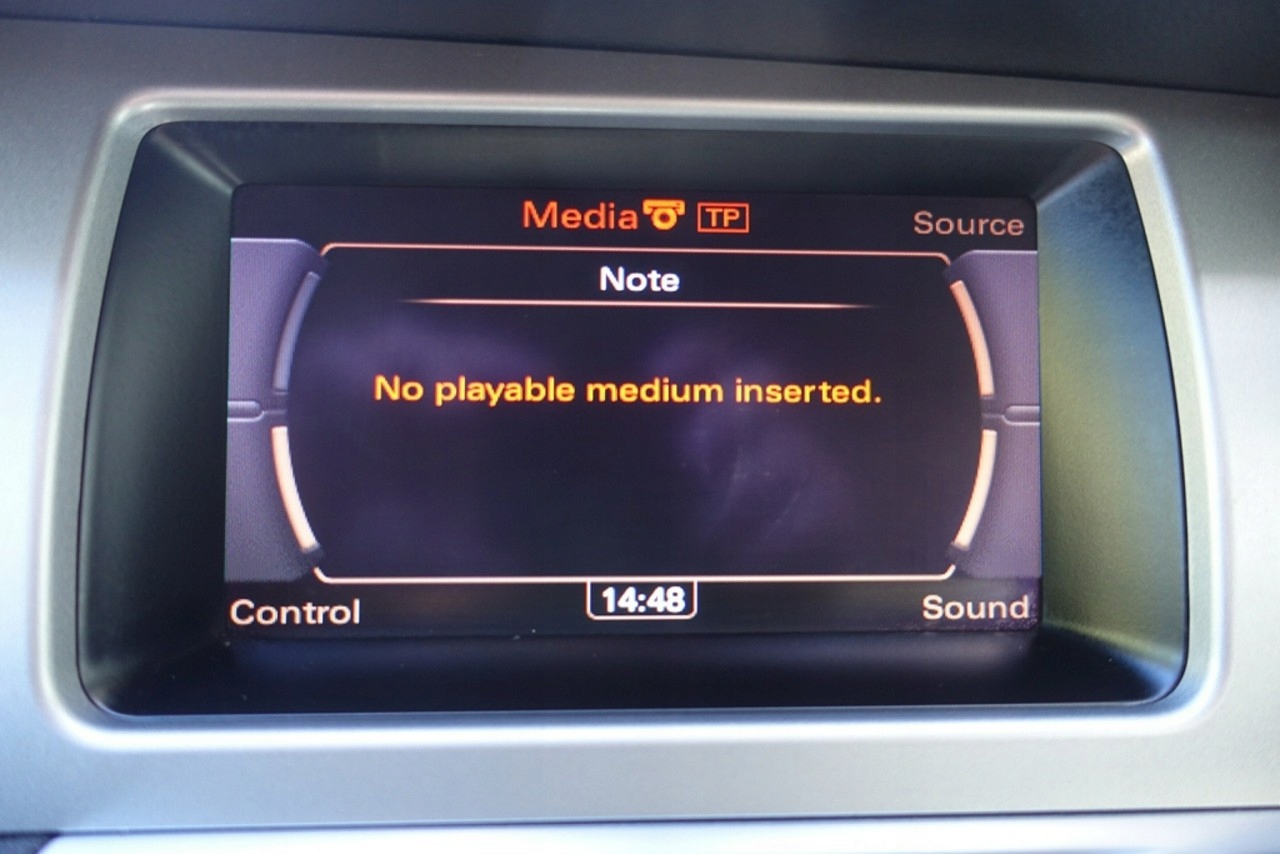 Media TP Source
Note
No playable medium inserted.
Control 14:48 Sound